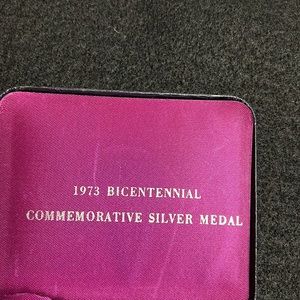 1973 BICENTENNIAL
COMMEMORATIVE SILVER MEDAL